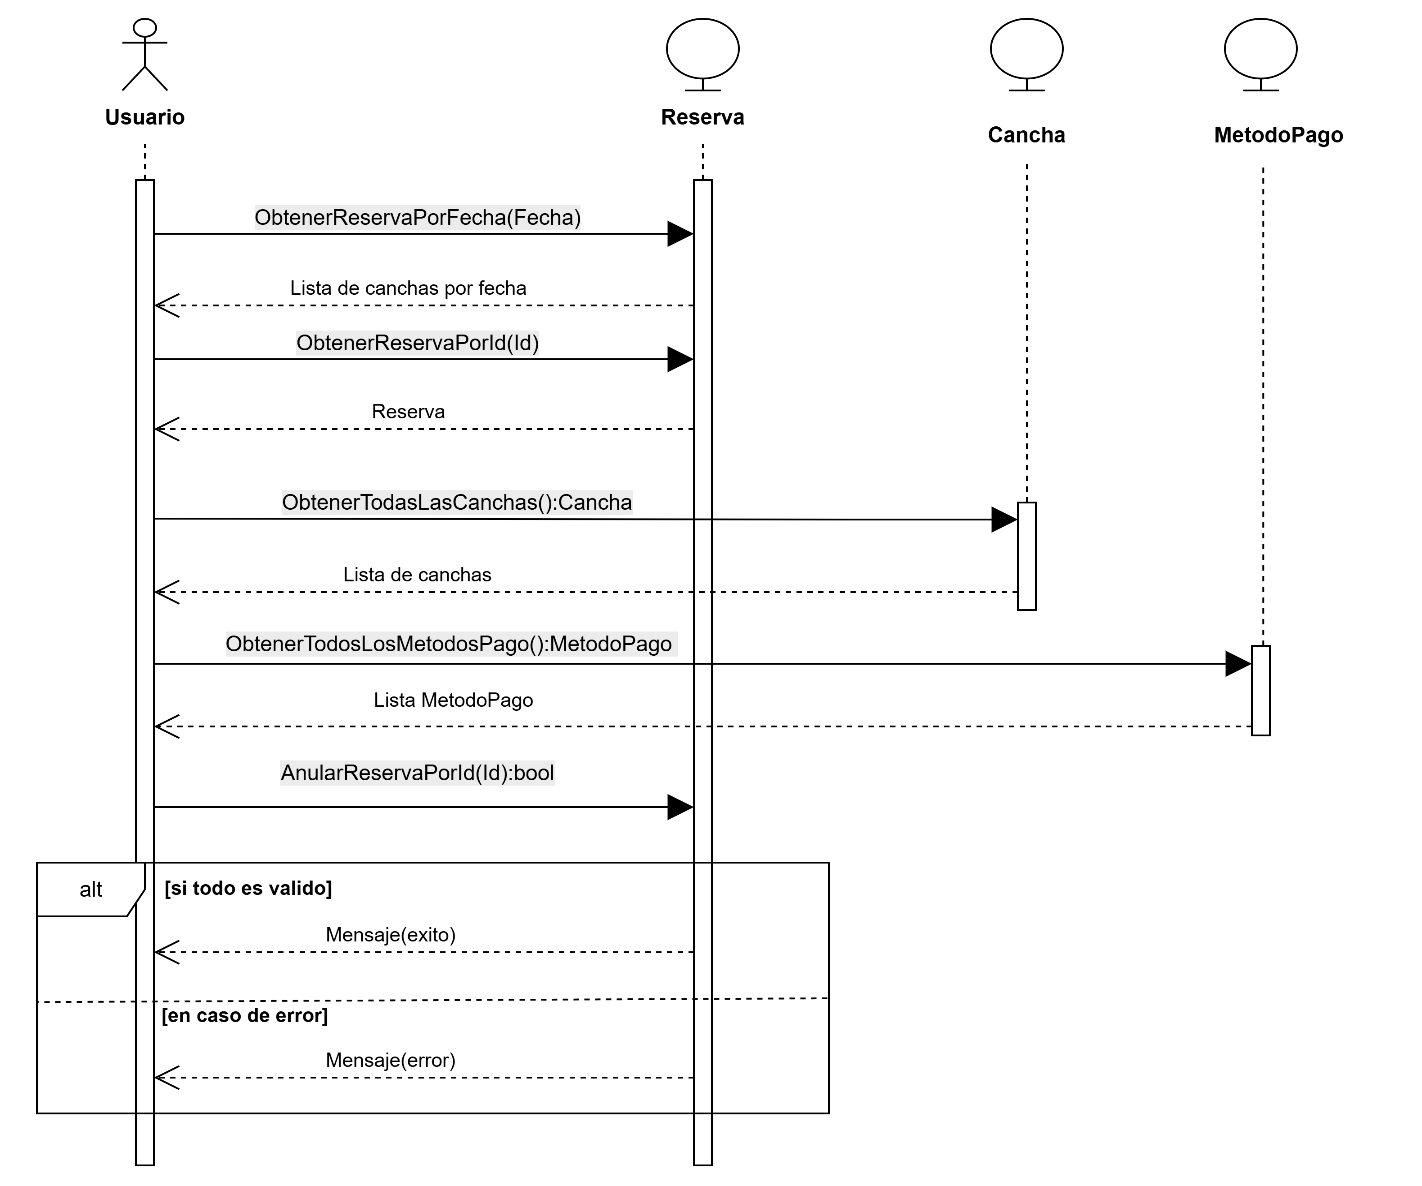 Usuario
Reserva
Cancha
MetodoPago
ObtenerReservaPorFecha(Fecha)
Lista de canchas por fecha
ObtenerReservaPorId(Id)
Reserva
ObtenerTodasLasCanchas():Cancha
Lista de canchas
ObtenerTodosLosMetodosPago():MetodoPago
Lista MetodoPago
AnularReservaPorId(Id):bool
alt
[si todo es valido]
Mensaje(exito)
[en caso de error]
Mensaje(error)